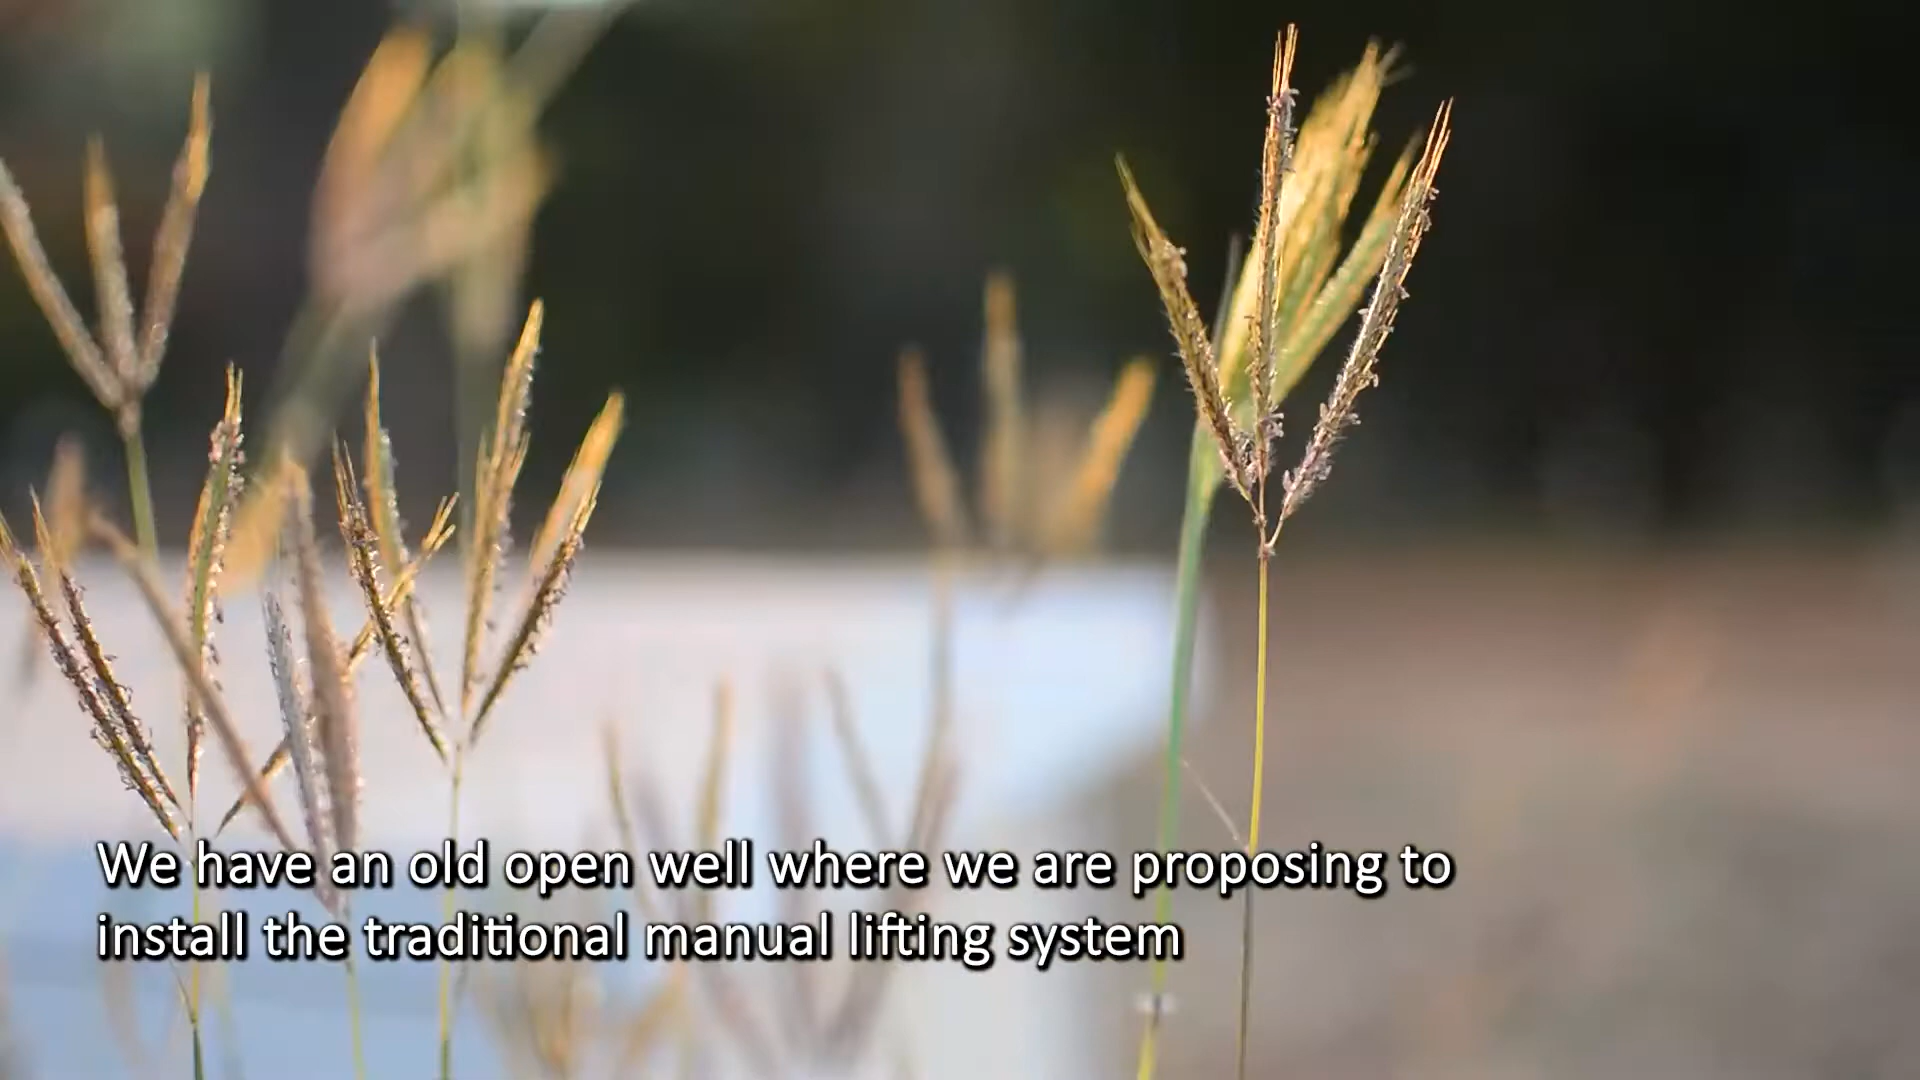 We have an old open well where we are proposing to
install the traditional manual lifting system